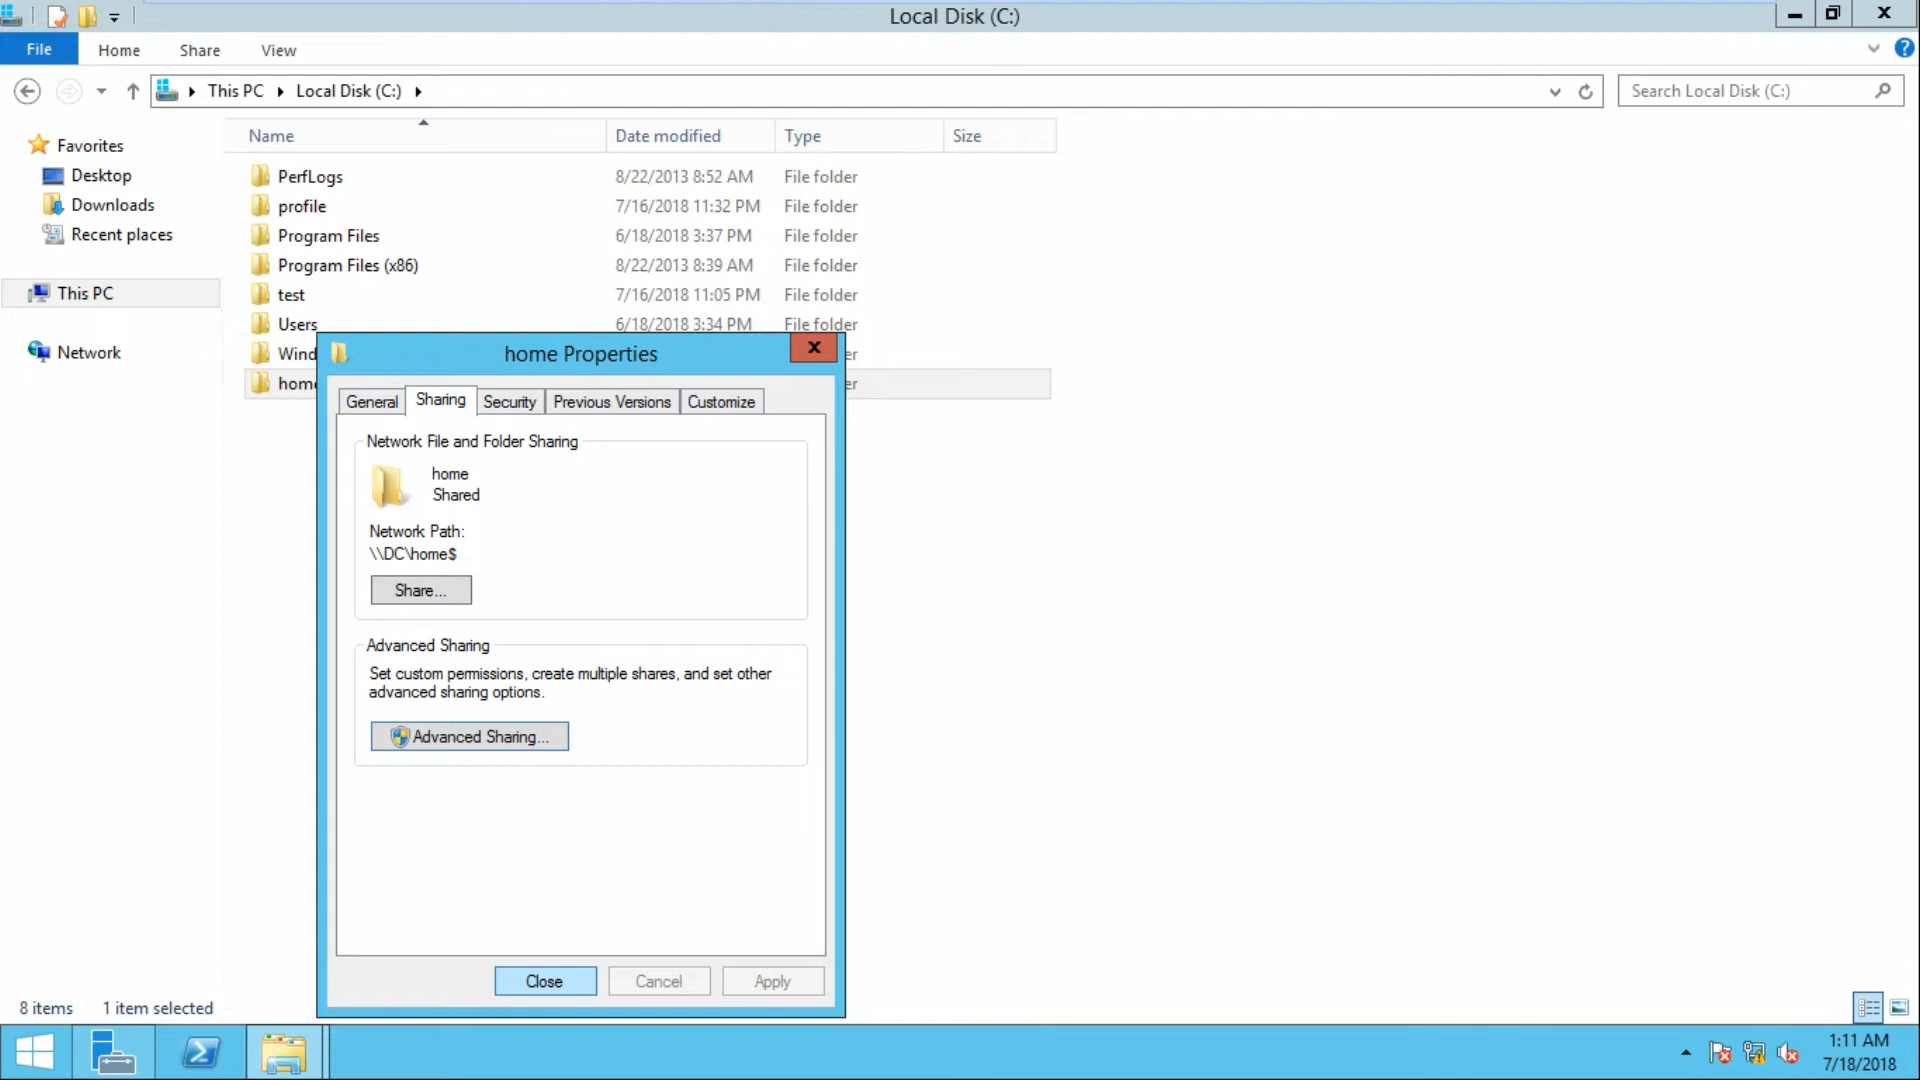 Local Disk (C:)
File Home Share View
This PC Local Disk (C:)
Search Local Disk (C:)
Favorites
Desktop
Downloads
Recent places
This PC
Network
Name Date modified Type Size
PerfLogs 8/22/2013 8:52 AM File folder
profile 7/16/2018 11:32 PM File folder
Program Files 6/18/2018 3:37 PM File folder
Program Files (x86) 8/22/2013 8:39 AM File folder
test 7/16/2018 11:05 PM File folder
Users 6/18/2018 3:34 PM File folder
Wind er
home er
home Properties
General Sharing Security Previous Versions Customize
Network File and Folder Sharing
home
Shared
Network Path:
\\DC\home$
Share...
Advanced Sharing
Set custom permissions, create multiple shares, and set other
advanced sharing options.
Advanced Sharing...
Close Cancel Apply
8 items 1 item selected
1:11 AM
7/18/2018